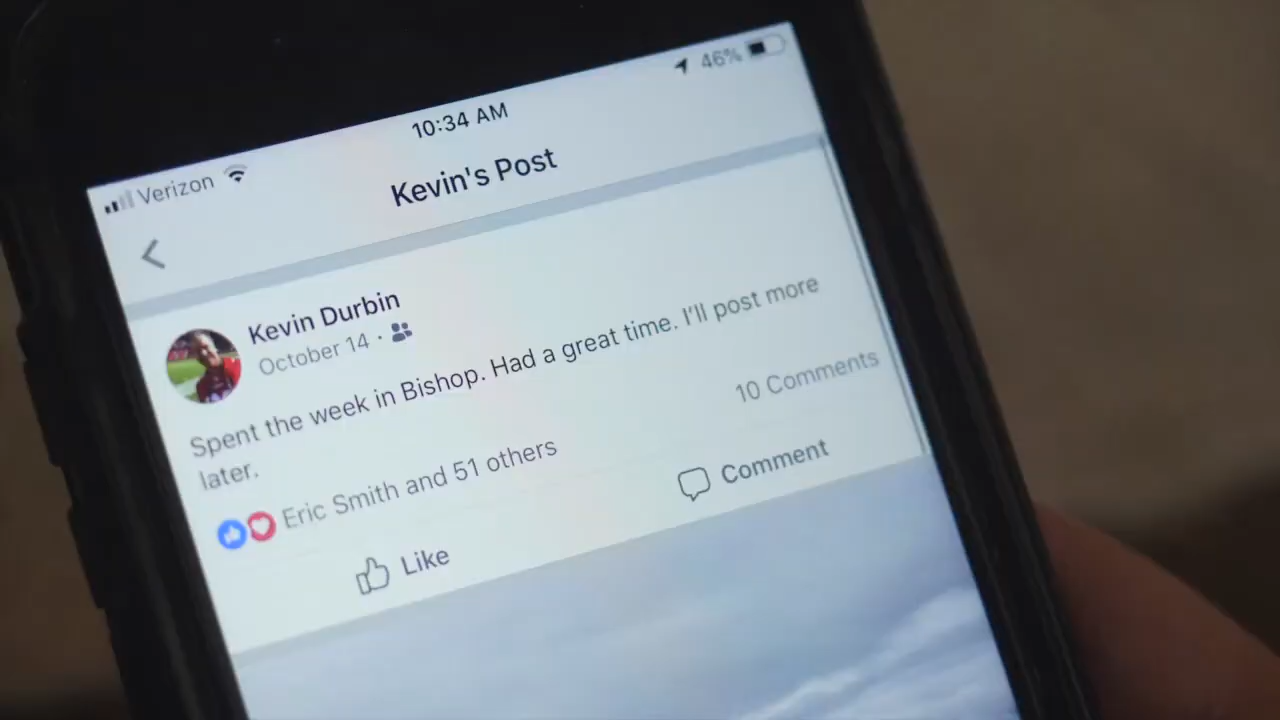 Verizon 10:34 AM 46%
Kevin's Post
Kevin Durbin
October 14 ·
Spent the week in Bishop. Had a great time. I'll post more
later.
Eric Smith and 51 others 10 Comments
Like Comment